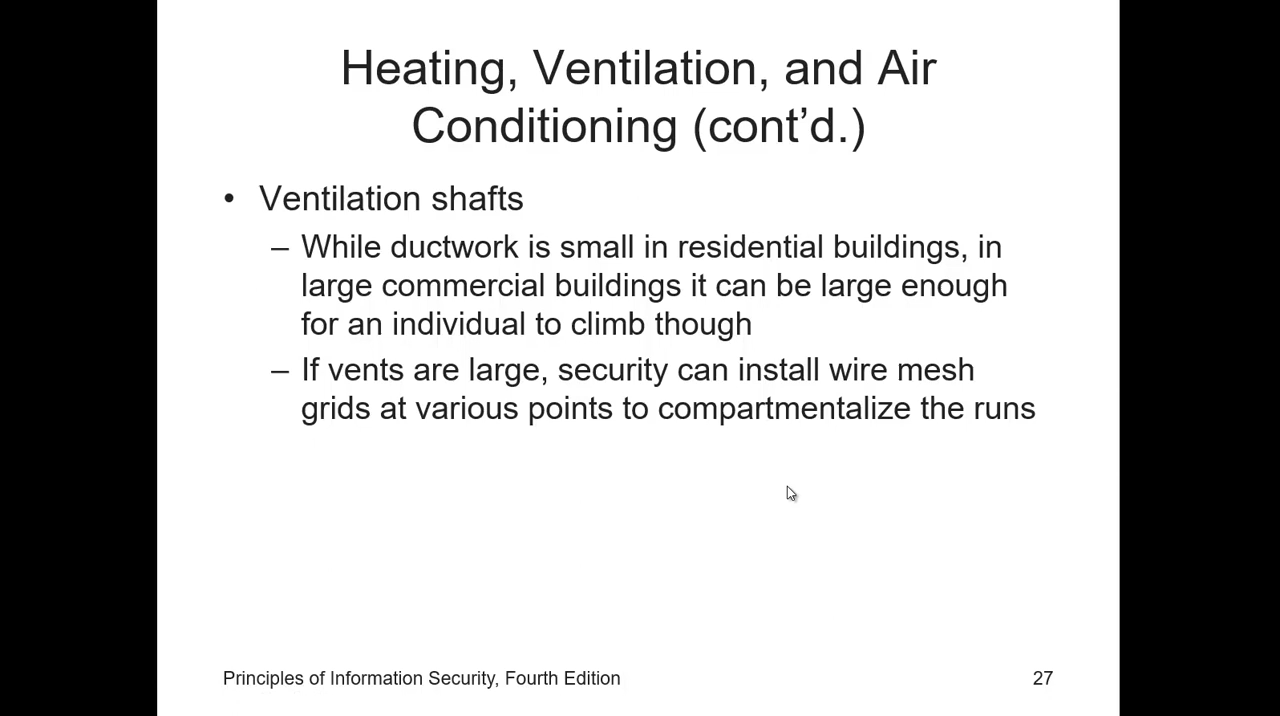 Heating, Ventilation, and Air
Conditioning (cont’d.)
• Ventilation shafts
– While ductwork is small in residential buildings, in
large commercial buildings it can be large enough
for an individual to climb though
– If vents are large, security can install wire mesh
grids at various points to compartmentalize the runs
Principles of Information Security, Fourth Edition
27